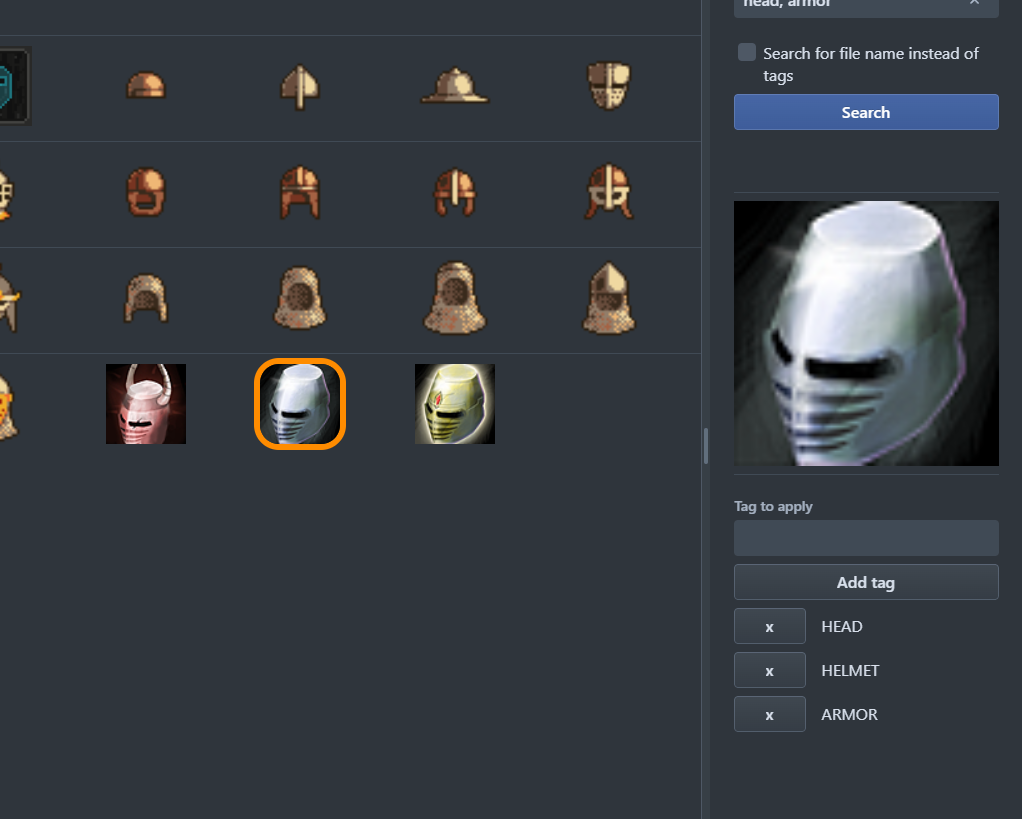 head, armor
Search for file name instead of
tags
Search
Tag to apply
Add tag
x HEAD
x HELMET
x ARMOR